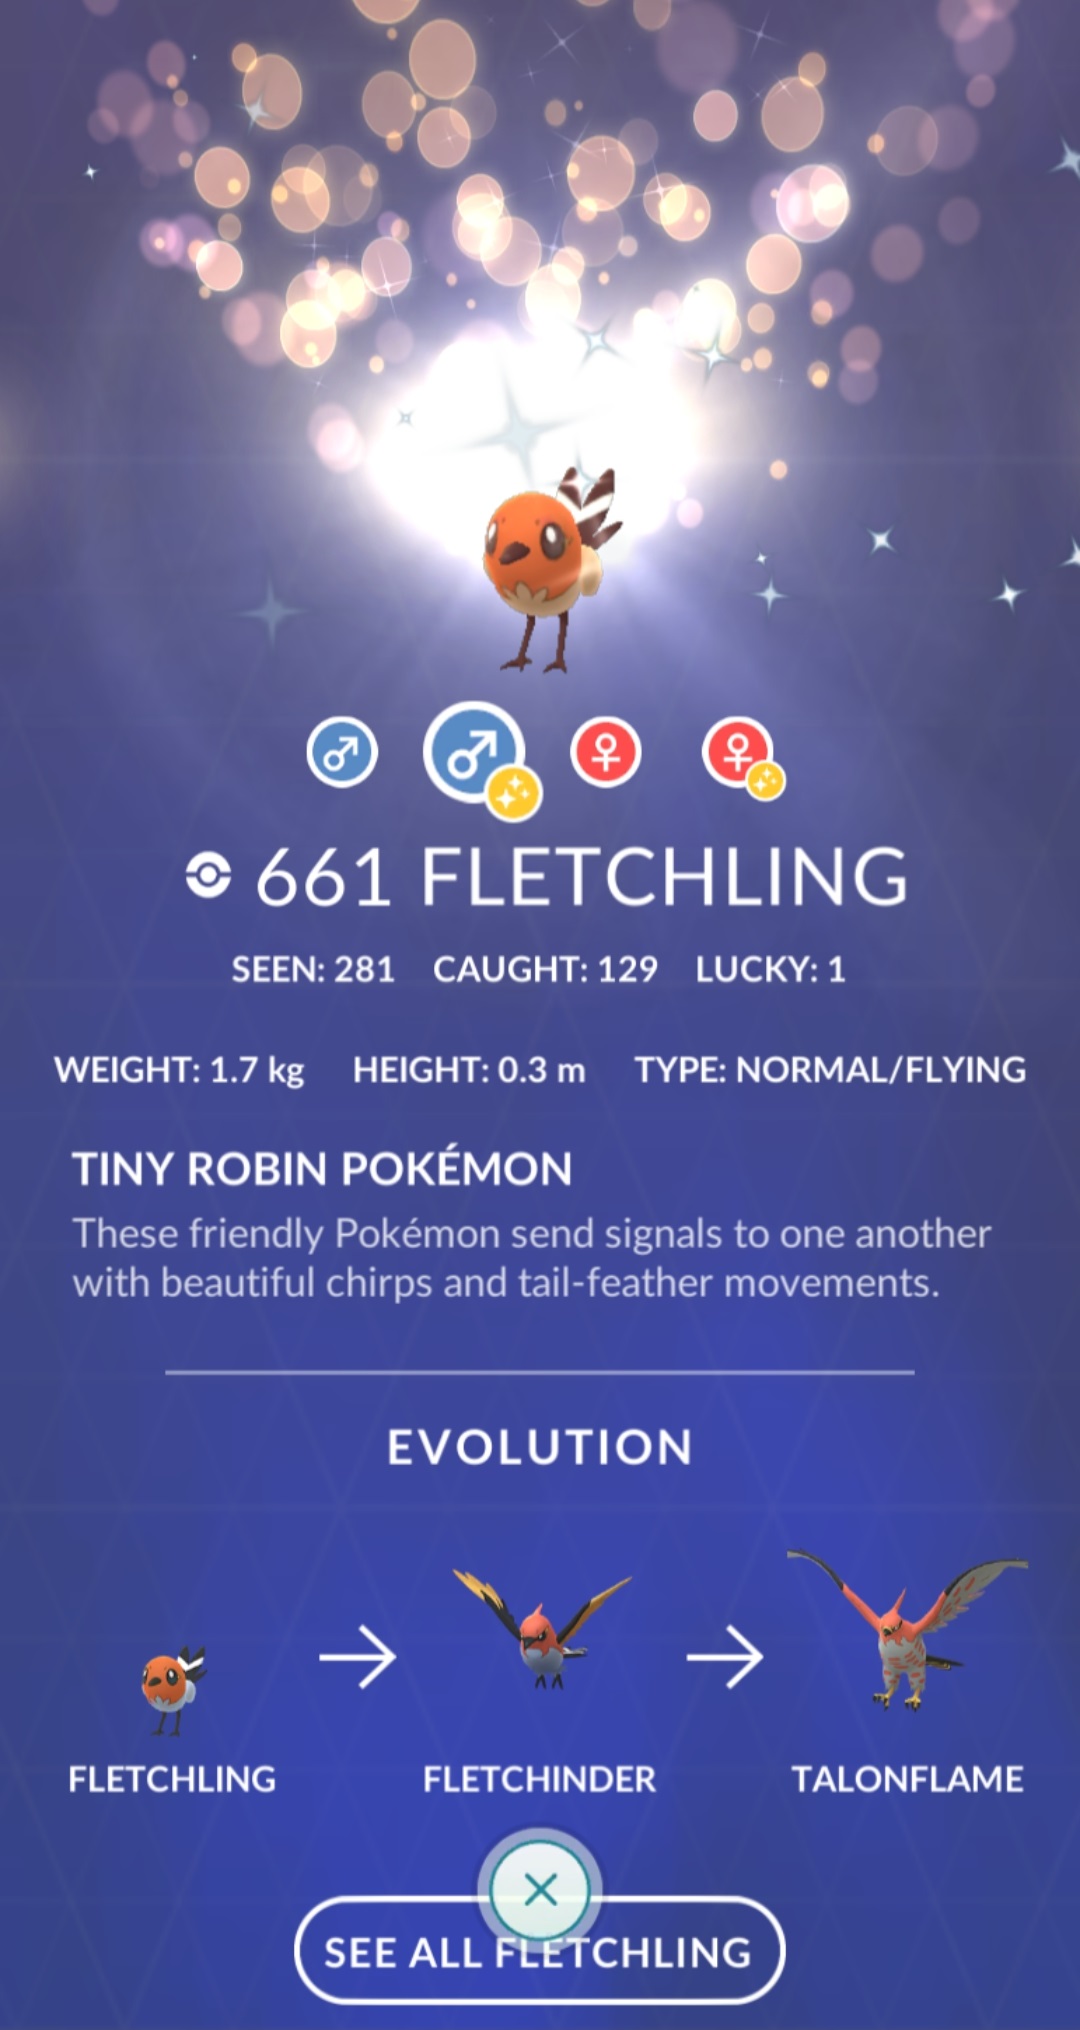 661 FLETCHLING
SEEN: 281 CAUGHT: 129 LUCKY: 1
WEIGHT: 1.7 kg HEIGHT: 0.3 m TYPE: NORMAL/FLYING
TINY ROBIN POKÉMON
These friendly Pokémon send signals to one another
with beautiful chirps and tail-feather movements.
EVOLUTION
FLETCHLING FLETCHINDER TALONFLAME
SEE ALL FLETCHLING